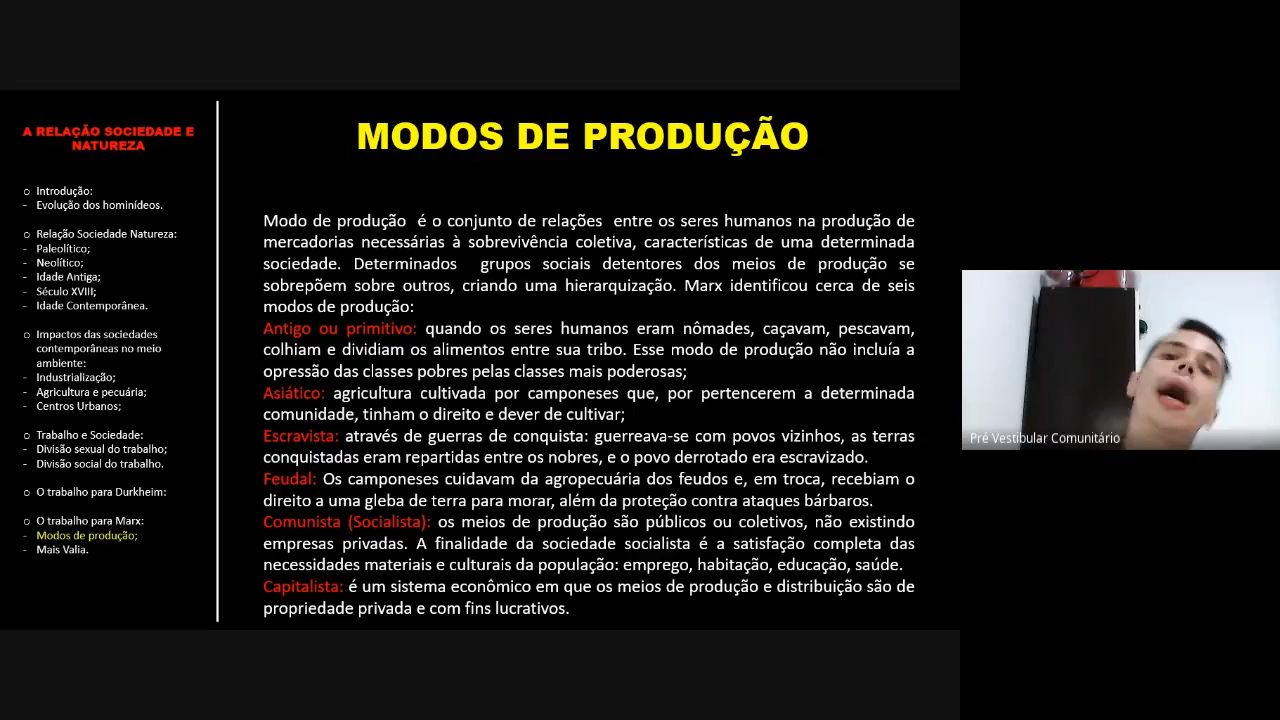 A RELAÇÃO SOCIEDADE E
NATUREZA
o Introdução:
- Evolução dos hominídeos.
o Relação Sociedade Natureza:
- Paleolítico;
- Neolítico;
- Idade Antiga;
- Século XVIII;
- Idade Contemporânea.
o Impactos das sociedades
contemporâneas no meio
ambiente:
- Industrialização;
- Agricultura e pecuária;
- Centros Urbanos;
o Trabalho e Sociedade:
- Divisão sexual do trabalho;
- Divisão social do trabalho.
o O trabalho para Durkheim:
o O trabalho para Marx:
- Modos de produção;
- Mais Valia.
MODOS DE PRODUÇÃO
Modo de produção é o conjunto de relações entre os seres humanos na produção de
mercadorias necessárias à sobrevivência coletiva, características de uma determinada
sociedade. Determinados grupos sociais detentores dos meios de produção se
sobrepõem sobre outros, criando uma hierarquização. Marx identificou cerca de seis
modos de produção:
Antigo ou primitivo: quando os seres humanos eram nômades, caçavam, pescavam,
colhiam e dividiam os alimentos entre sua tribo. Esse modo de produção não incluía a
opressão das classes pobres pelas classes mais poderosas;
Asiático: agricultura cultivada por camponeses que, por pertencerem a determinada
comunidade, tinham o direito e dever de cultivar;
Escravista: através de guerras de conquista: guerreava-se com povos vizinhos, as terras
conquistadas eram repartidas entre os nobres, e o povo derrotado era escravizado.
Feudal: Os camponeses cuidavam da agropecuária dos feudos e, em troca, recebiam o
direito a uma gleba de terra para morar, além da proteção contra ataques bárbaros.
Comunista (Socialista): os meios de produção são públicos ou coletivos, não existindo
empresas privadas. A finalidade da sociedade socialista é a satisfação completa das
necessidades materiais e culturais da população: emprego, habitação, educação, saúde.
Capitalista: é um sistema econômico em que os meios de produção e distribuição são de
propriedade privada e com fins lucrativos.
Pré Vestibular Comunitário